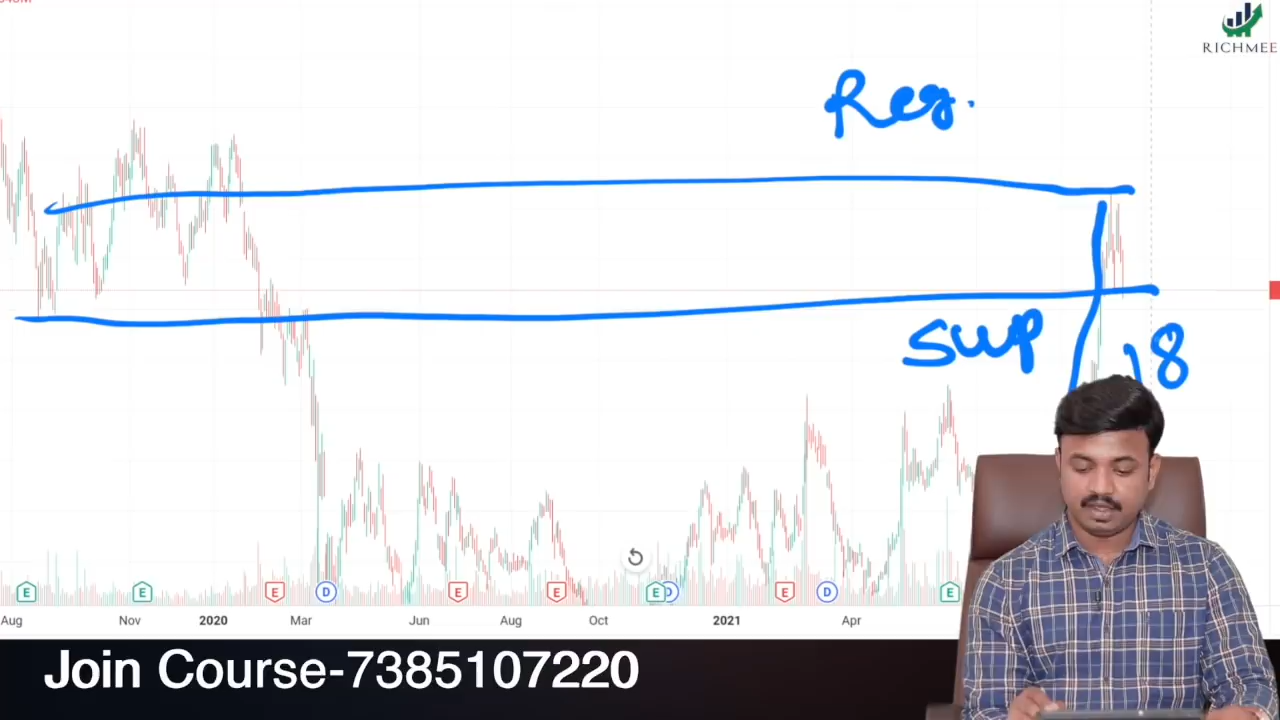 RICHMEE
Res.
Sup
18
E
E
E
D
E
E
E
D
E
D
E
Aug
Nov
2020
Mar
Jun
Aug
Oct
2021
Apr
Join Course-7385107220